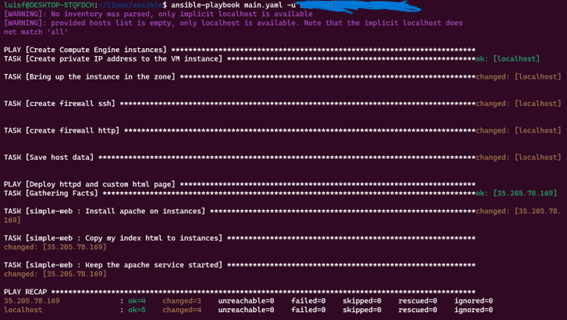 luisf@DESKTOP-5TQFDCH:~/linux/ansible$ ansible-playbook main.yaml -u
[WARNING]: No inventory was parsed, only implicit localhost is available
[WARNING]: provided hosts list is empty, only localhost is available. Note that the implicit localhost does
not match 'all'
PLAY [Create Compute Engine instances] ****************************************************************
TASK [Create private IP address to the VM instance] ***************************************************ok: [localhost]
TASK [Bring up the instance in the zone] **************************************************************changed: [localhost]
TASK [create firewall ssh] ****************************************************************************changed: [localhost]
TASK [create firewall http] ***************************************************************************changed: [localhost]
TASK [Save host data] *********************************************************************************changed: [localhost]
PLAY [Deploy httpd and custom html page] **************************************************************
TASK [Gathering Facts] ********************************************************************************ok: [35.205.78.169]
TASK [simple-web : Install apache on instances] *******************************************************changed: [35.205.78.
169]
TASK [simple-web : Copy my index html to instances] ***************************************************
changed: [35.205.78.169]
TASK [simple-web : Keep the apache service started] ***************************************************
changed: [35.205.78.169]
PLAY RECAP ********************************************************************************************
35.205.78.169 : ok=4 changed=3 unreachable=0 failed=0 skipped=0 rescued=0 ignored=0
localhost : ok=5 changed=4 unreachable=0 failed=0 skipped=0 rescued=0 ignored=0